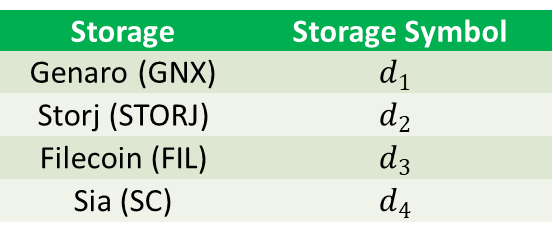 Storage Storage Symbol
Genaro (GNX) d₁
Storj (STORJ) d₂
Filecoin (FIL) d₃
Sia (SC) d₄